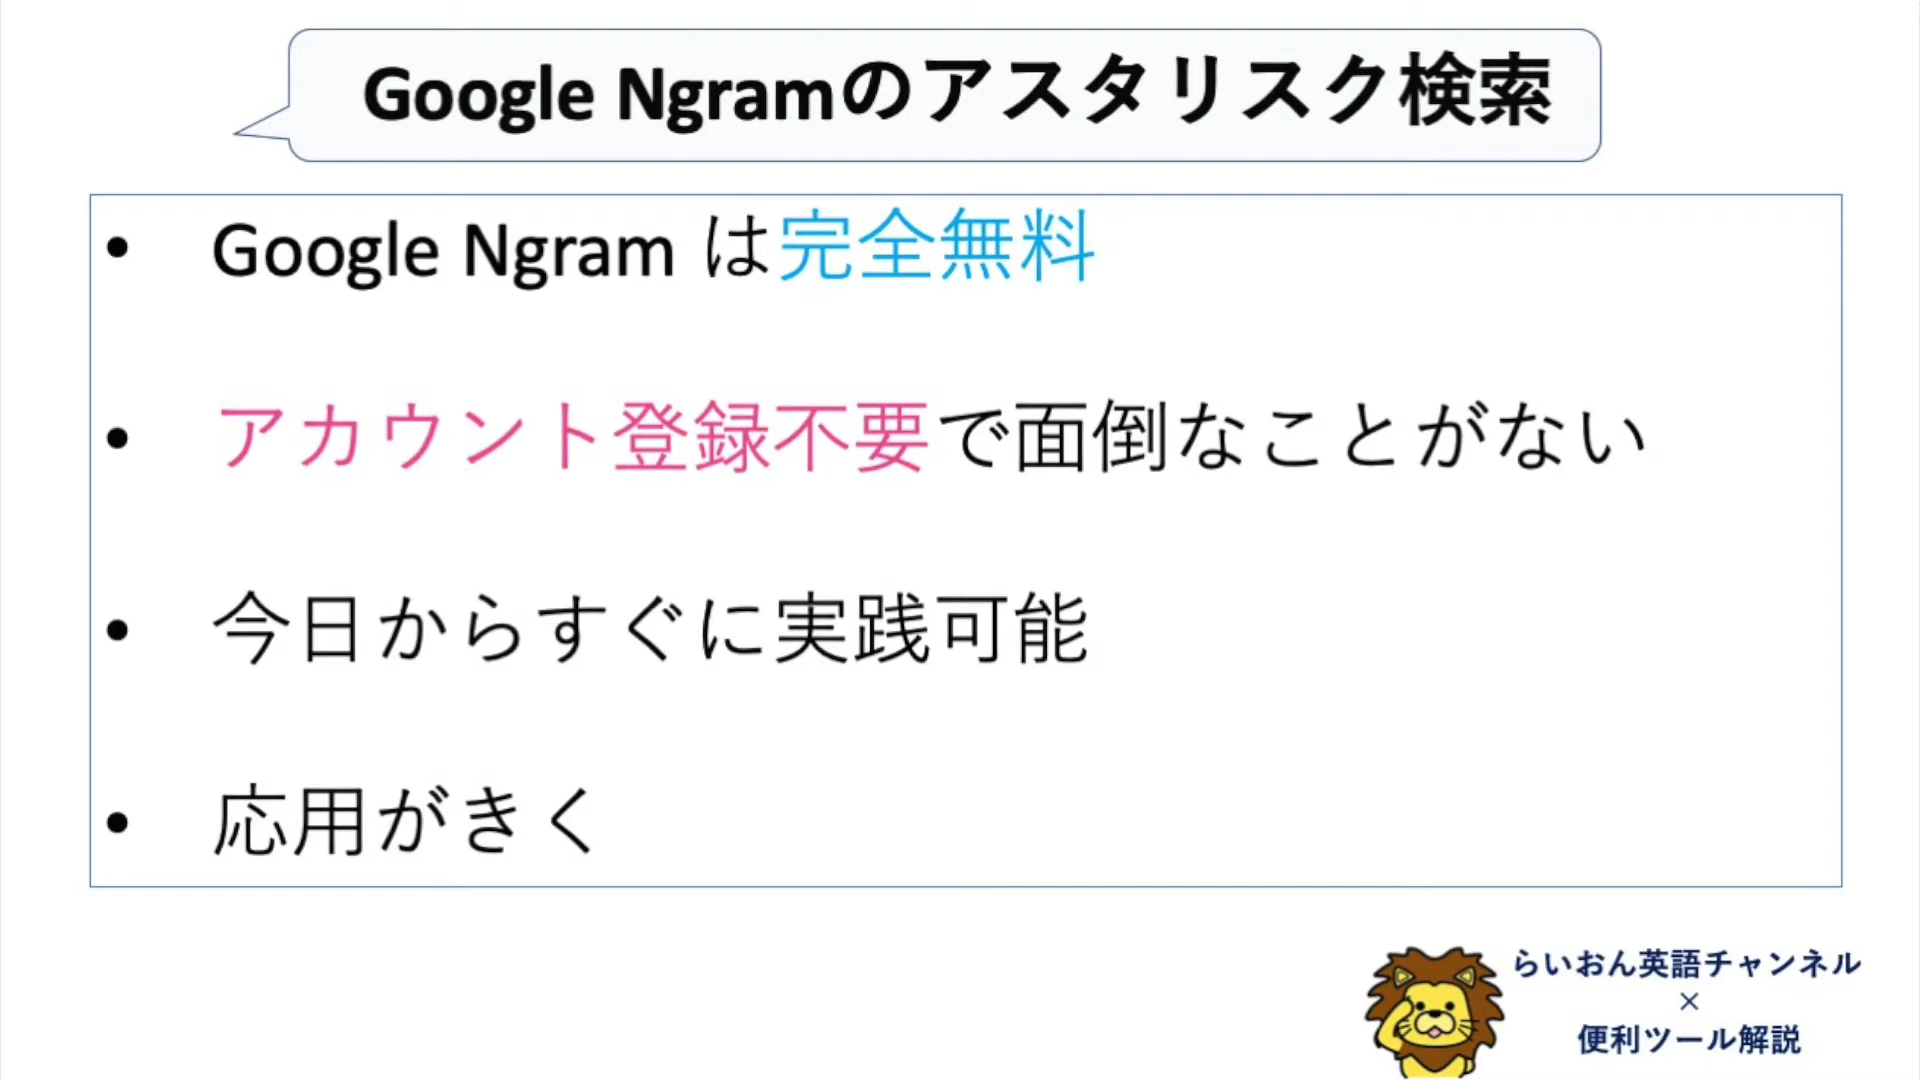 Google Ngramのアスタリスク検索
• Google Ngram は完全無料
• アカウント登録不要で面倒なことがない
• 今日からすぐに実践可能
• 応用がきく
らいおん英語チャンネル
×
便利ツール解説